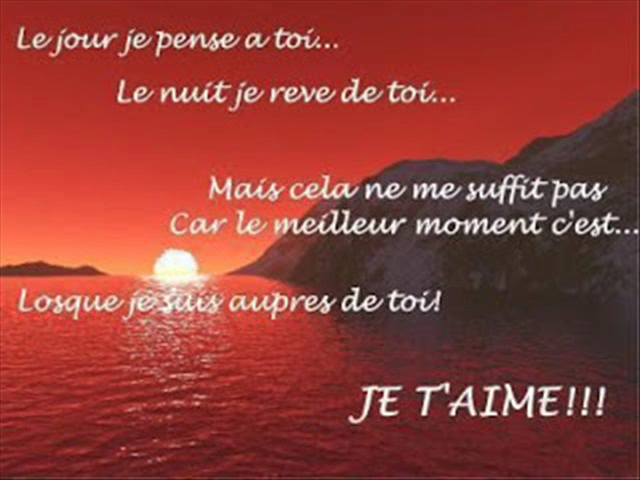 Le jour je pense a toi...
Le nuit je reve de toi...
Mais cela ne me suffit pas
Car le meilleur moment c'est...
Losque je suis aupres de toi!
JE T'AIME!!!